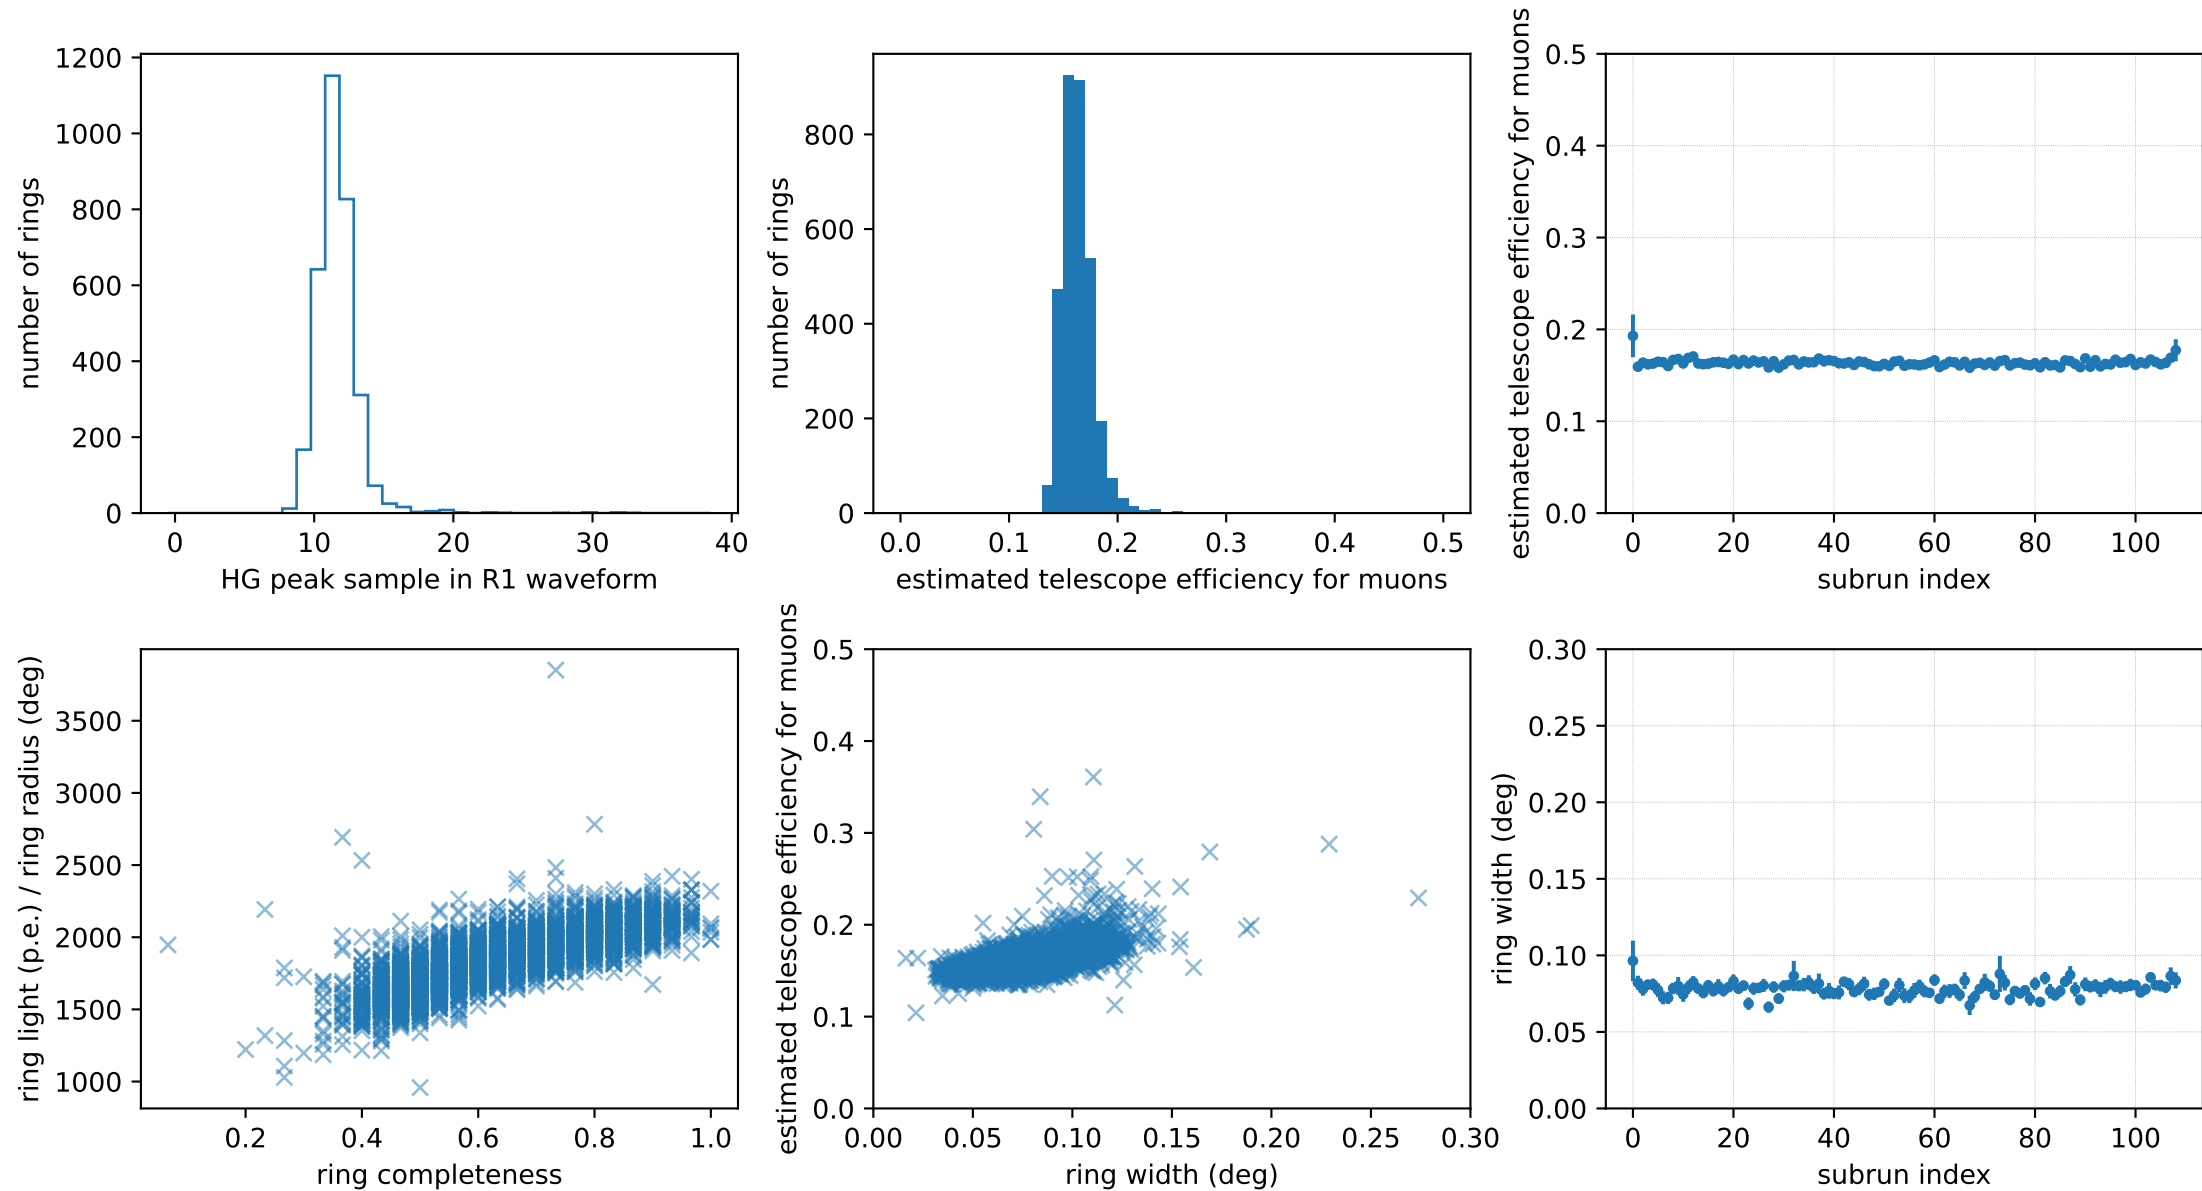 1200
1000
800
600
400
200
0
number of rings
0 10 20 30 40
HG peak sample in R1 waveform
800
600
400
200
0
number of rings
0.0 0.1 0.2 0.3 0.4 0.5
estimated telescope efficiency for muons
0.5
0.4
0.3
0.2
0.1
0.0
estimated telescope efficiency for muons
0 20 40 60 80 100
subrun index
3500
3000
2500
2000
1500
1000
ring light (p.e.) / ring radius (deg)
0.2 0.4 0.6 0.8 1.0
ring completeness
0.5
0.4
0.3
0.2
0.1
0.0
estimated telescope efficiency for muons
0.00 0.05 0.10 0.15 0.20 0.25 0.30
ring width (deg)
0.30
0.25
0.20
0.15
0.10
0.05
0.00
ring width (deg)
0 20 40 60 80 100
subrun index